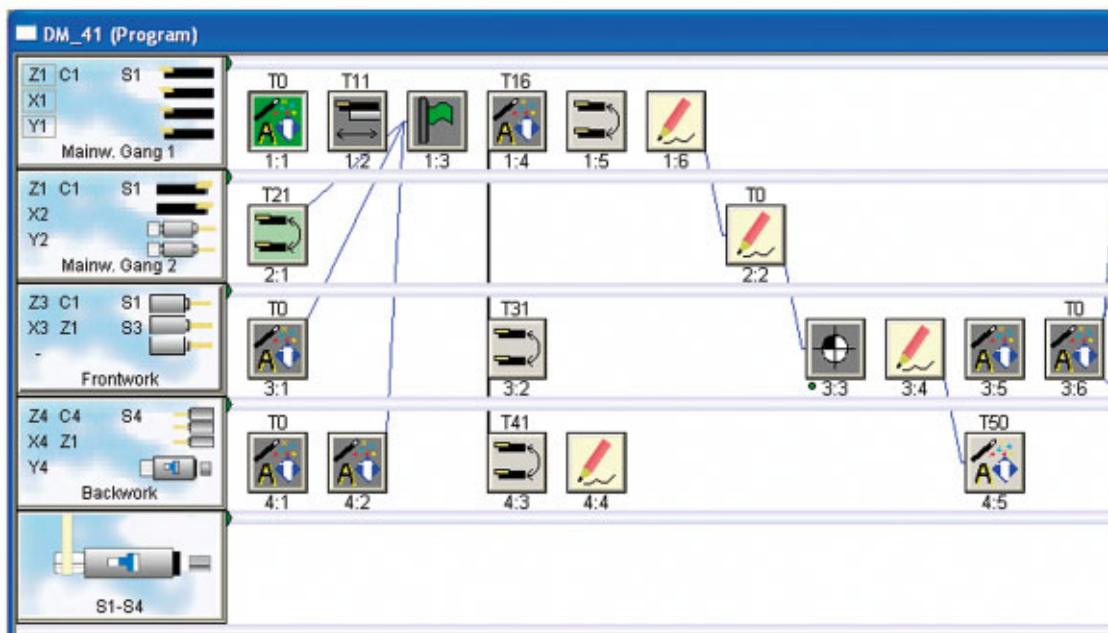 DM_41 (Program)
Z1 C1 S1
X1
Y1
Mainw. Gang 1
T0 T11 T16
A A
1:1 1:2 1:3 1:4 1:5 1:6
Z1 C1 S1
X2
Y2
Mainw. Gang 2
T21 T0
2:1 2:2
Z3 C1 S1
X3 Z1 S3
-
Frontwork
T0 T31 T0
A A A
3:1 3:2 3:3 3:4 3:5 3:6
Z4 C4 S4
X4 Z1
Y4
Backwork
T0 T41 T50
A A A
4:1 4:2 4:3 4:4 4:5
S1-S4